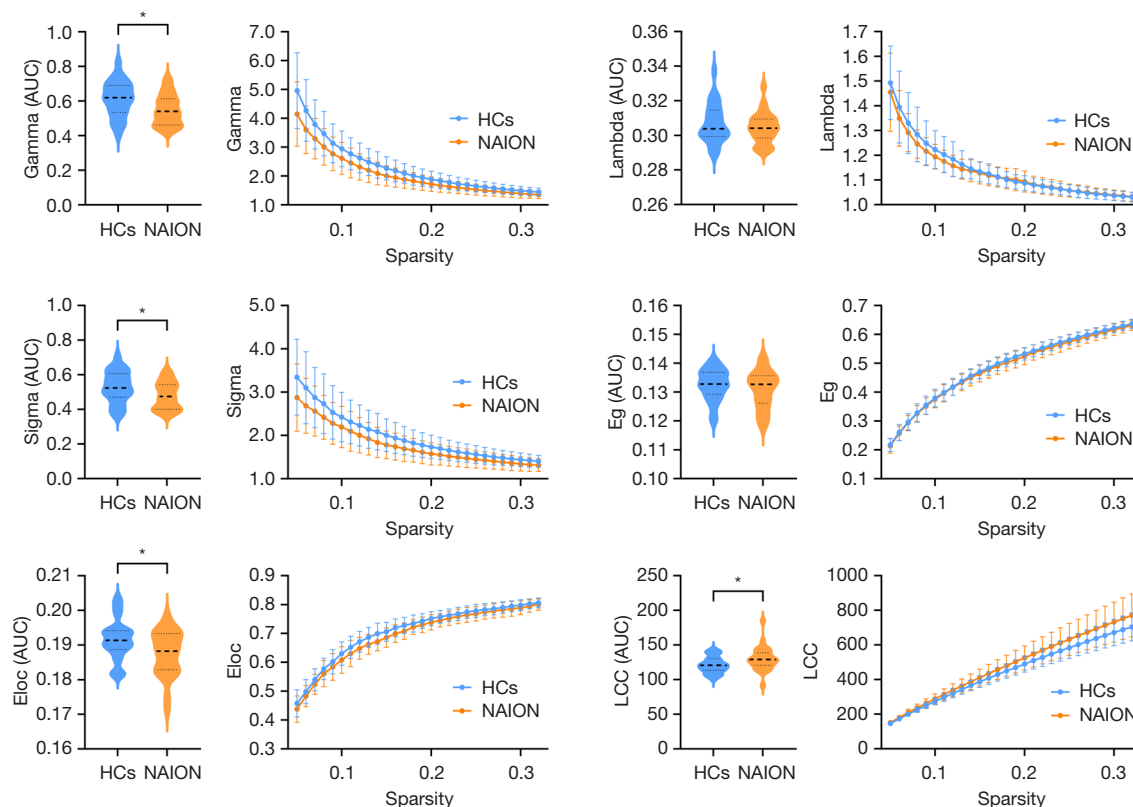 *
1.0
0.8
0.6
0.4
0.2
0.0
Gamma (AUC)
HCs NAION
7.0
6.0
5.0
4.0
3.0
2.0
1.0
Gamma
HCs
NAION
0.1 0.2 0.3
Sparsity
0.36
0.34
0.32
0.30
0.28
0.26
Lambda (AUC)
HCs NAION
1.7
1.6
1.5
1.4
1.3
1.2
1.1
1.0
Lambda
HCs
NAION
0.1 0.2 0.3
Sparsity
*
1.0
0.8
0.6
0.4
0.2
0.0
Sigma (AUC)
HCs NAION
5.0
4.0
3.0
2.0
1.0
Sigma
HCs
NAION
0.1 0.2 0.3
Sparsity
0.16
0.15
0.14
0.13
0.12
0.11
0.10
Eg (AUC)
HCs NAION
0.7
0.6
0.5
0.4
0.3
0.2
0.1
Eg
HCs
NAION
0.1 0.2 0.3
Sparsity
*
0.21
0.20
0.19
0.18
0.17
0.16
Eloc (AUC)
HCs NAION
0.9
0.8
0.7
0.6
0.5
0.4
0.3
Eloc
HCs
NAION
0.1 0.2 0.3
Sparsity
*
250
200
150
100
50
0
LCC (AUC)
HCs NAION
1000
800
600
400
200
0
LCC
HCs
NAION
0.1 0.2 0.3
Sparsity